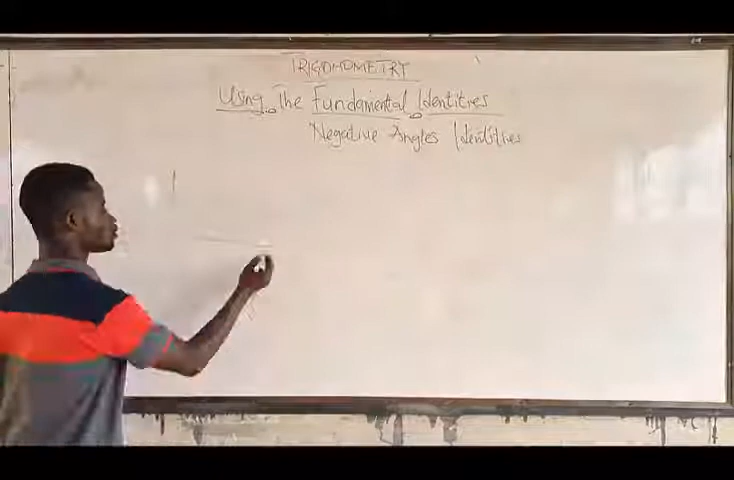 TRIGONOMETRY
Using The Fundamental Identities
Negative Angles Identities